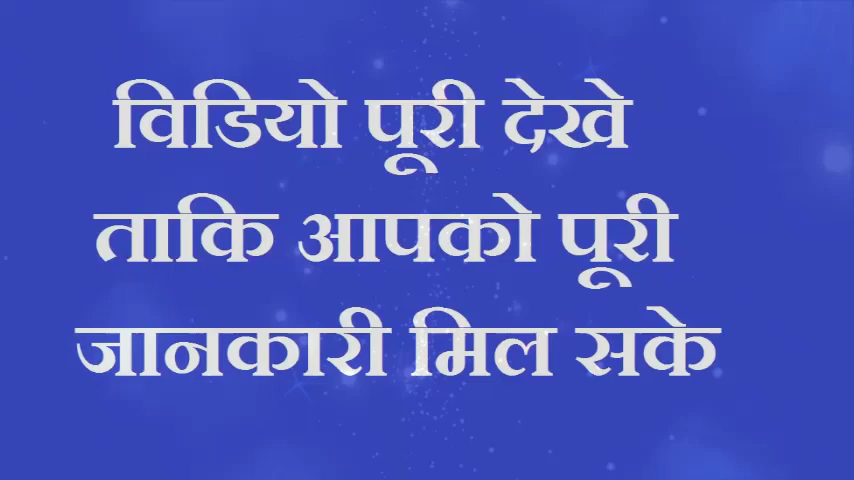 विडियो पूरी देखे
ताकि आपको पूरी
जानकारी मिल सके